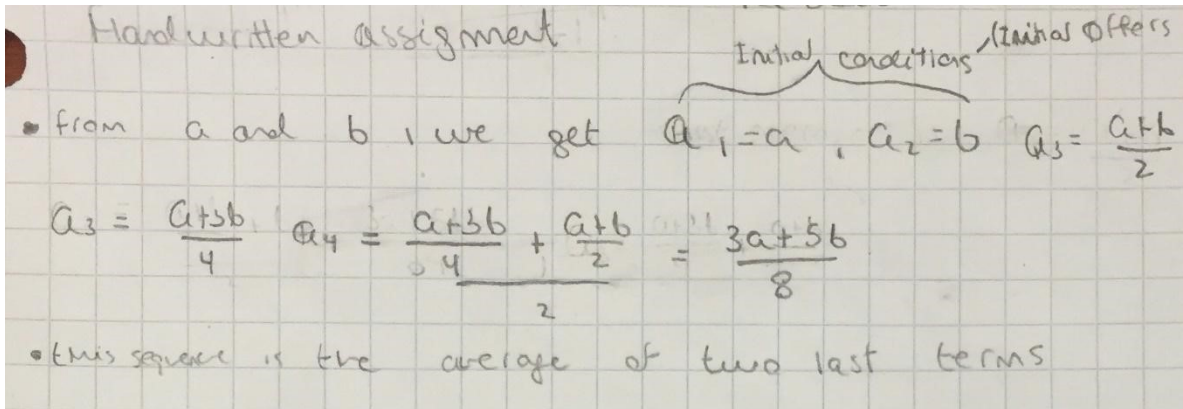 Handwritten assigment
Initial conditions / Initial Offers
• from a and b, we get a₁ = a, a₂ = b a₃ = (a+b)/2
a₃ = (a+3b)/4 a₄ = ((a+3b)/4 + (a+b)/2)/2 = (3a+5b)/8
• this sequence is the average of two last terms